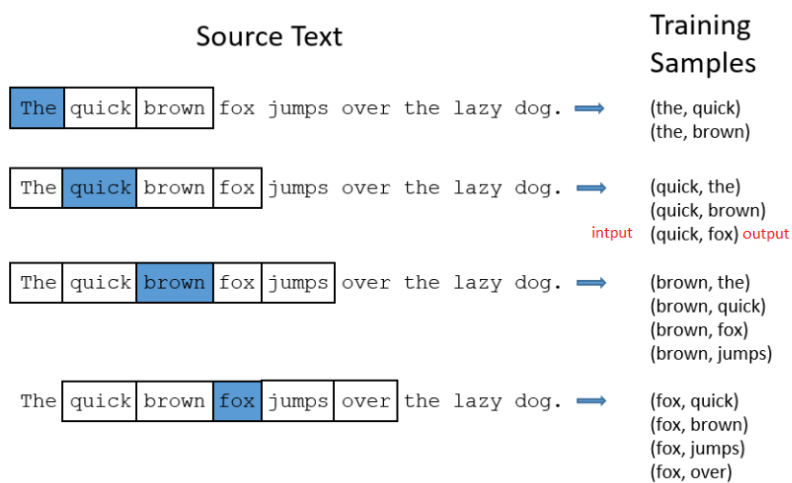 Source Text
Training
Samples
The quick brown fox jumps over the lazy dog.
(the, quick)
(the, brown)
The quick brown fox jumps over the lazy dog.
(quick, the)
(quick, brown)
intput (quick, fox) output
The quick brown fox jumps over the lazy dog.
(brown, the)
(brown, quick)
(brown, fox)
(brown, jumps)
The quick brown fox jumps over the lazy dog.
(fox, quick)
(fox, brown)
(fox, jumps)
(fox, over)